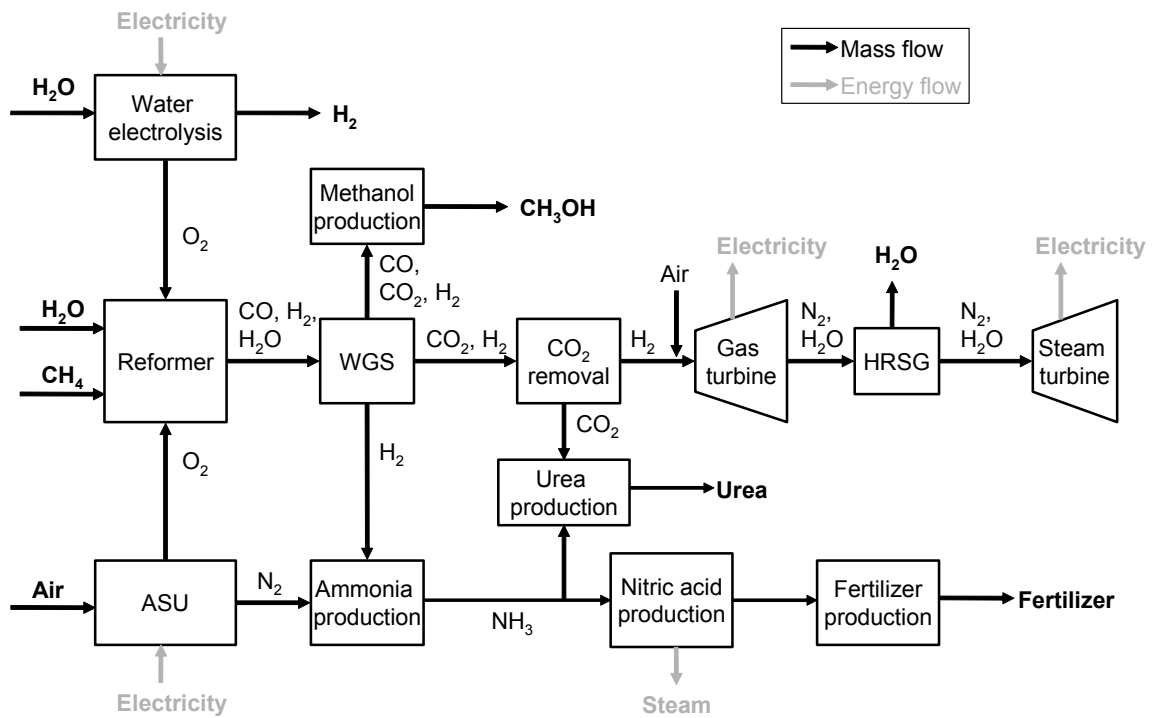 Electricity
Mass flow
Energy flow
H₂O
Water
electrolysis
H₂
Methanol
production
CH₃OH
O₂
CO,
CO₂, H₂
Electricity
H₂O
Electricity
Air
H₂O
CH₄
Reformer
CO, H₂,
H₂O
WGS
CO₂, H₂
CO₂
removal
H₂
Gas
turbine
N₂,
H₂O
HRSG
N₂,
H₂O
Steam
turbine
O₂
H₂
CO₂
Urea
production
Urea
Air
ASU
N₂
Ammonia
production
NH₃
Nitric acid
production
Fertilizer
production
Fertilizer
Electricity
Steam